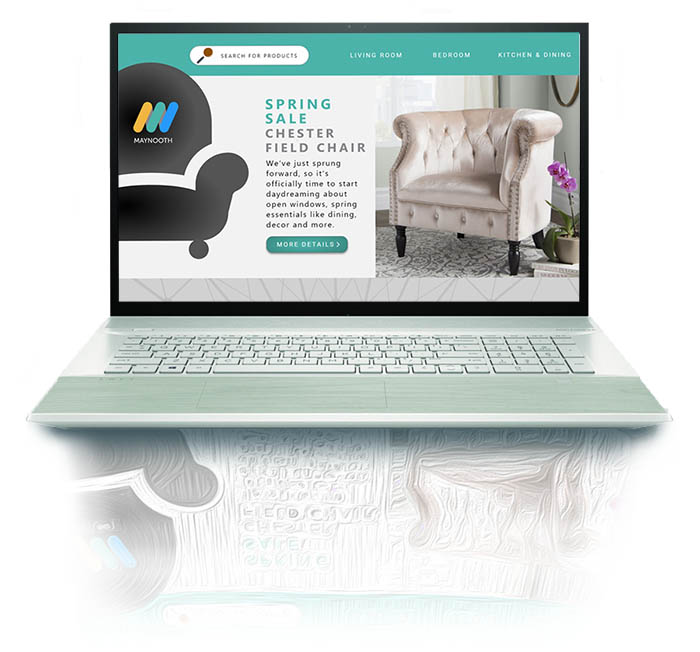 SEARCH FOR PRODUCTS
LIVING ROOM
BEDROOM
KITCHEN & DINING
MAYNOOTH
SPRING
SALE
CHESTER
FIELD CHAIR
We've just sprung
forward, so it's
officially time to start
daydreaming about
open windows, spring
essentials like dining,
decor and more.
MORE DETAILS >